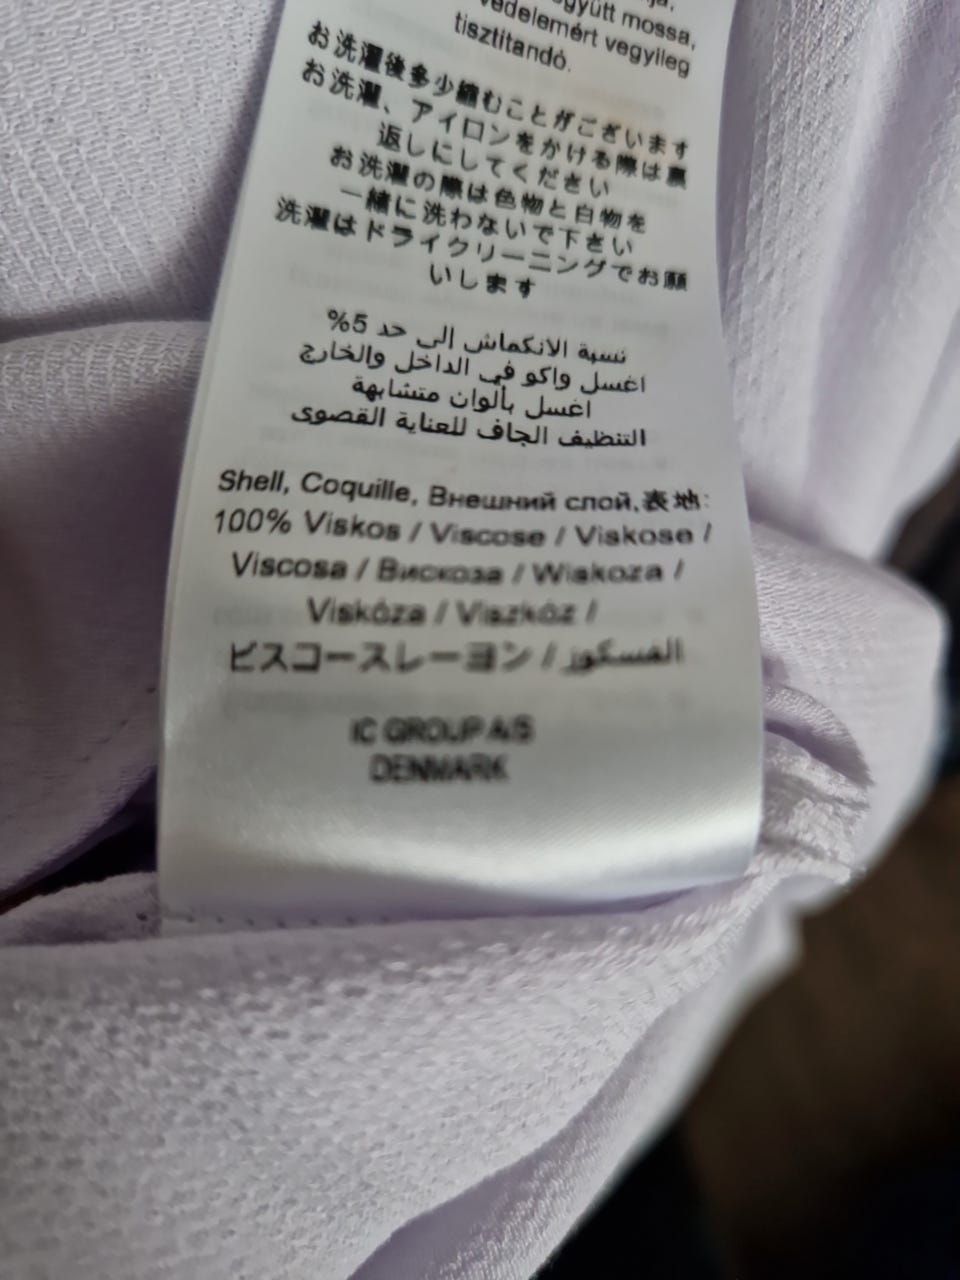 együtt mossa,
védelemért vegyileg
tisztítandó.
お洗濯後多少縮むことがございます
お洗濯、アイロンをかける際は裏
返しにしてください
お洗濯の際は色物と白物を
一緒に洗わないで下さい
洗濯はドライクリーニングでお願
いします
نسبة الانكماش إلى حد 5%
اغسل واكو في الداخل والخارج
اغسل بألوان متشابهة
التنظيف الجاف للعناية القصوى
Shell, Coquille, Внешний слой,表地:
100% Viskos / Viscose / Viskose /
Viscosa / Вискоза / Wiskoza /
Viskóza / Viszkóz /
ビスコースレーヨン / الفسكوز
IC GROUP A/S
DENMARK